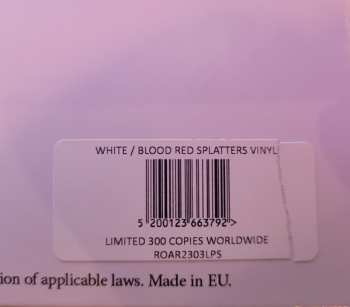 WHITE / BLOOD RED SPLATTERS VINYL
5 200123 663792>
LIMITED 300 COPIES WORLDWIDE
ROAR2303LPS
ion of applicable laws. Made in EU.